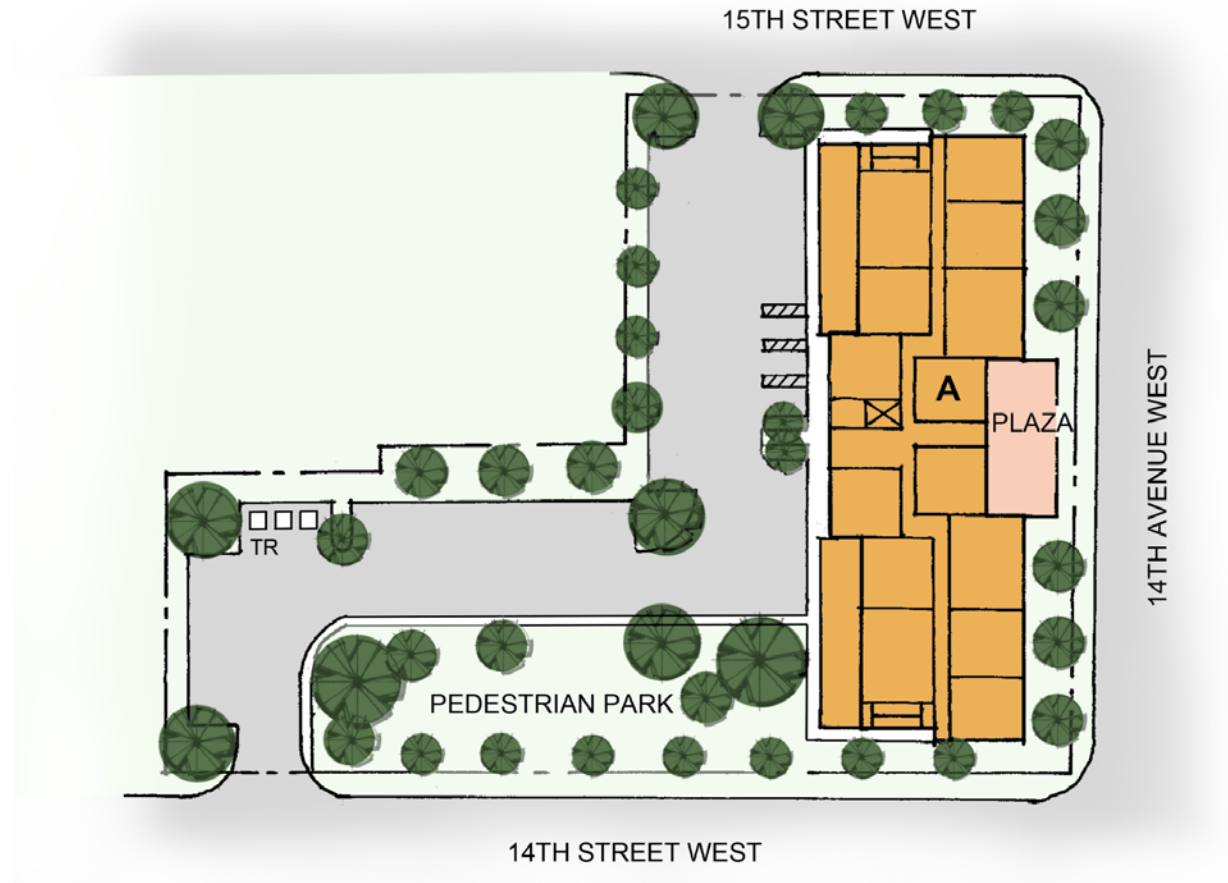 15TH STREET WEST
A
PLAZA
14TH AVENUE WEST
TR
PEDESTRIAN PARK
14TH STREET WEST